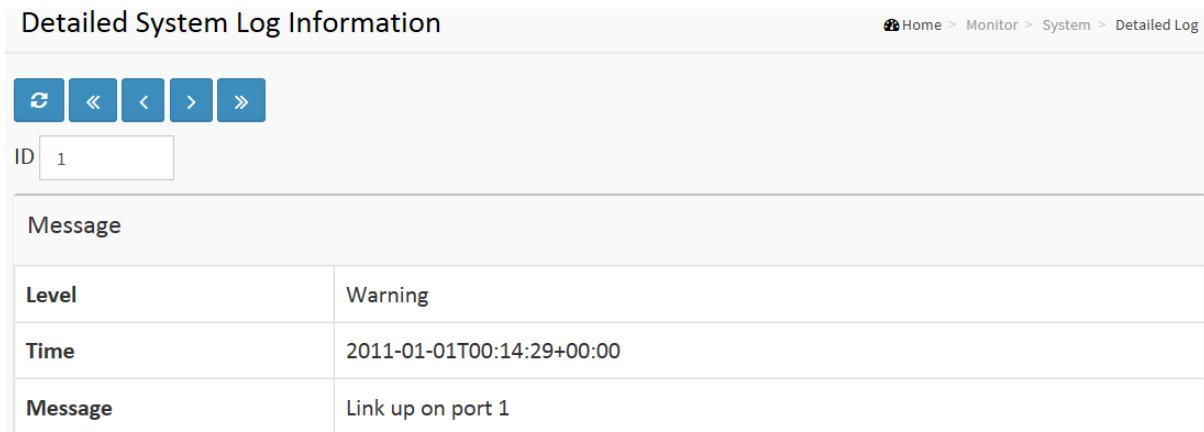 Detailed System Log Information
Home > Monitor > System > Detailed Log
ID 1
Message
Level Warning
Time 2011-01-01T00:14:29+00:00
Message Link up on port 1